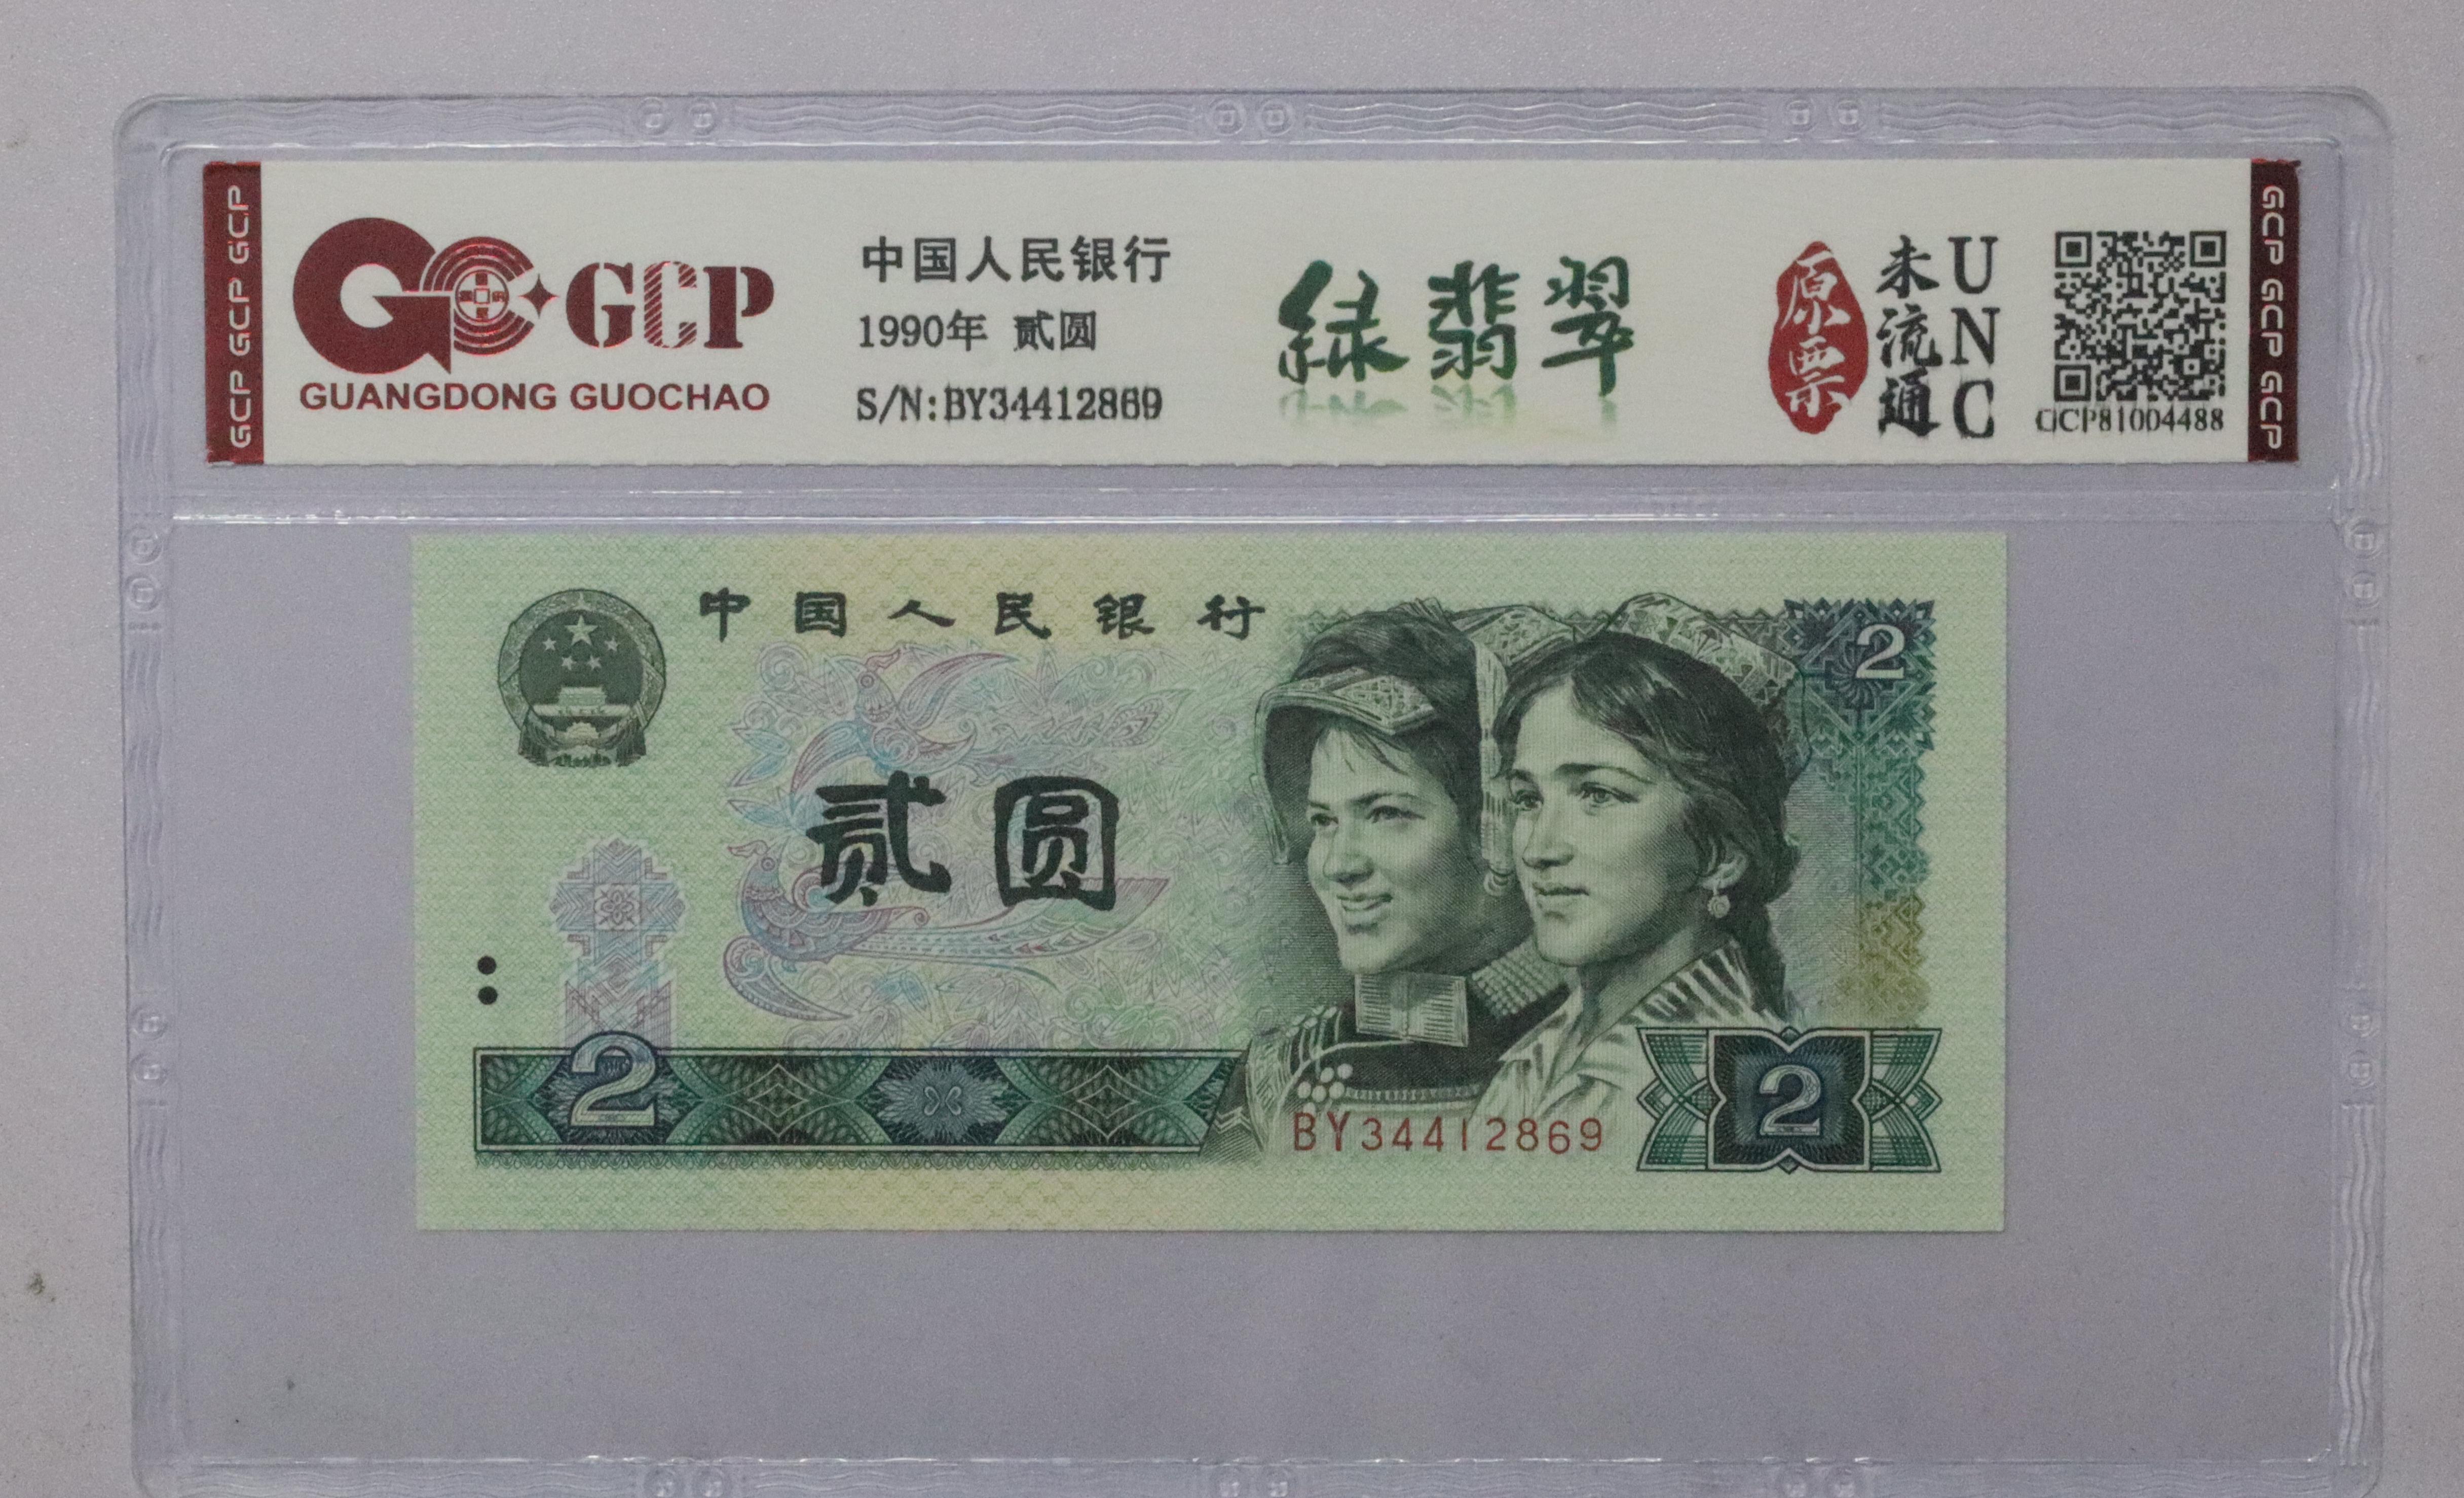 GCP GCP GCP
GCP
GUANGDONG GUOCHAO
中国人民银行
1990年 贰圆
S/N:BY34412869
绿翡翠
原票
未流通
UNC
GCP81004488
GCP GCP GCP
中国人民银行
2
贰圆
2
BY34412869
2